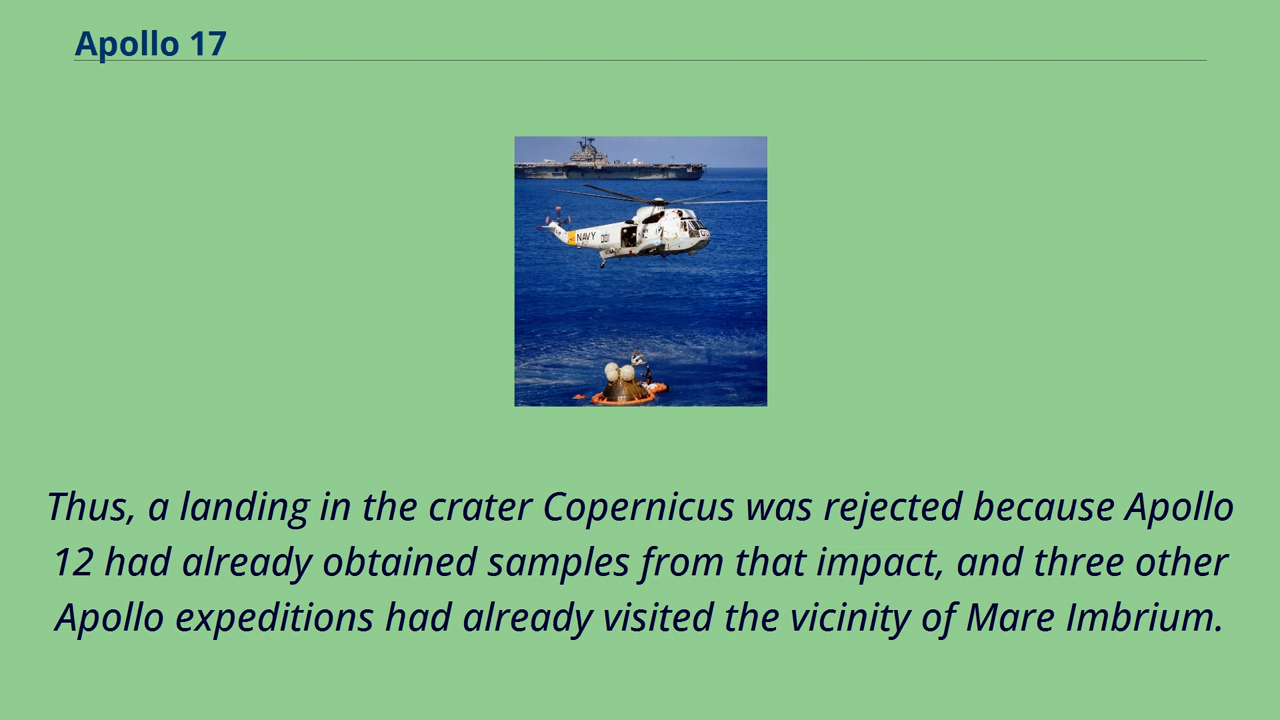 Apollo 17
NAVY
Thus, a landing in the crater Copernicus was rejected because Apollo
12 had already obtained samples from that impact, and three other
Apollo expeditions had already visited the vicinity of Mare Imbrium.